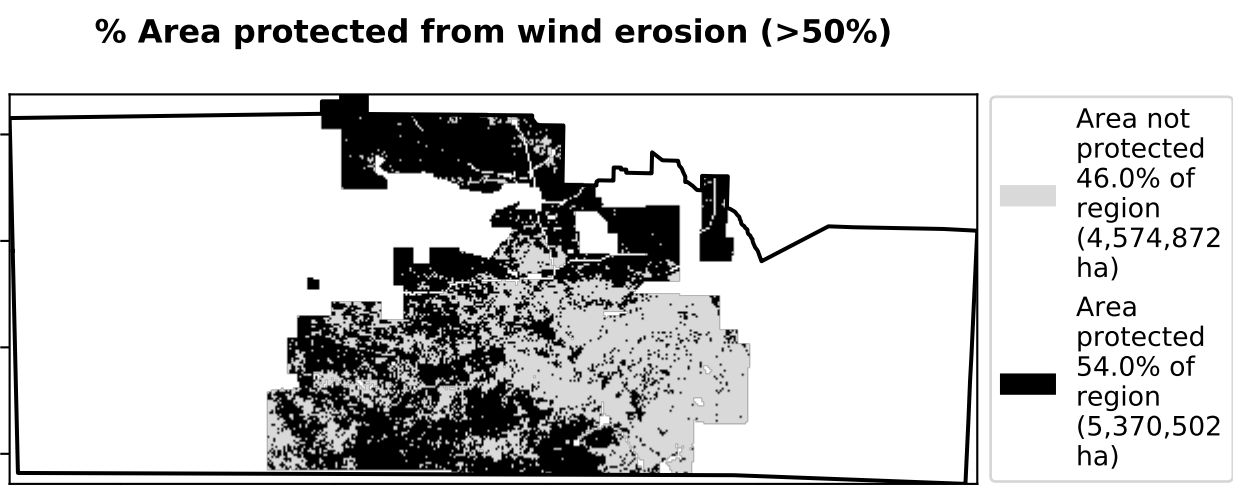 % Area protected from wind erosion (>50%)
Area not
protected
46.0% of
region
(4,574,872
ha)
Area
protected
54.0% of
region
(5,370,502
ha)